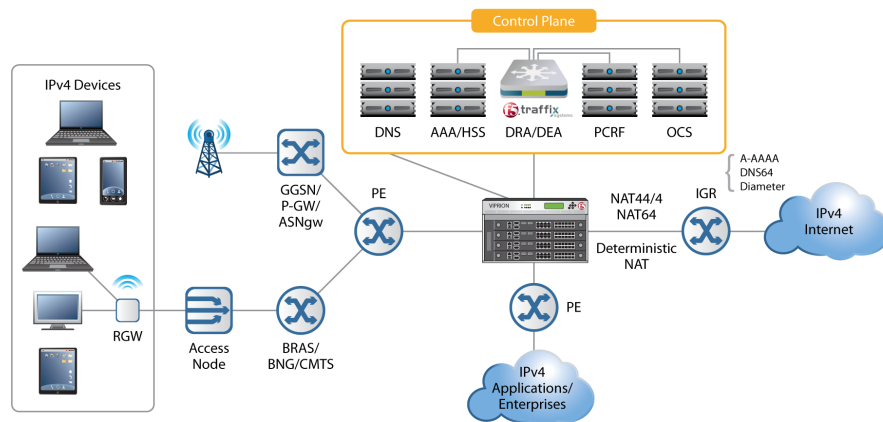 Control Plane
IPv4 Devices
f5
traffix
systems
DNS
AAA/HSS
DRA/DEA
PCRF
OCS
A-AAAA
DNS64
Diameter
GGSN/
P-GW/
ASNgw
PE
VIPRION
NAT44/4
NAT64
IGR
IPv4
Internet
Deterministic
NAT
RGW
Access
Node
BRAS/
BNG/CMTS
PE
IPv4
Applications/
Enterprises